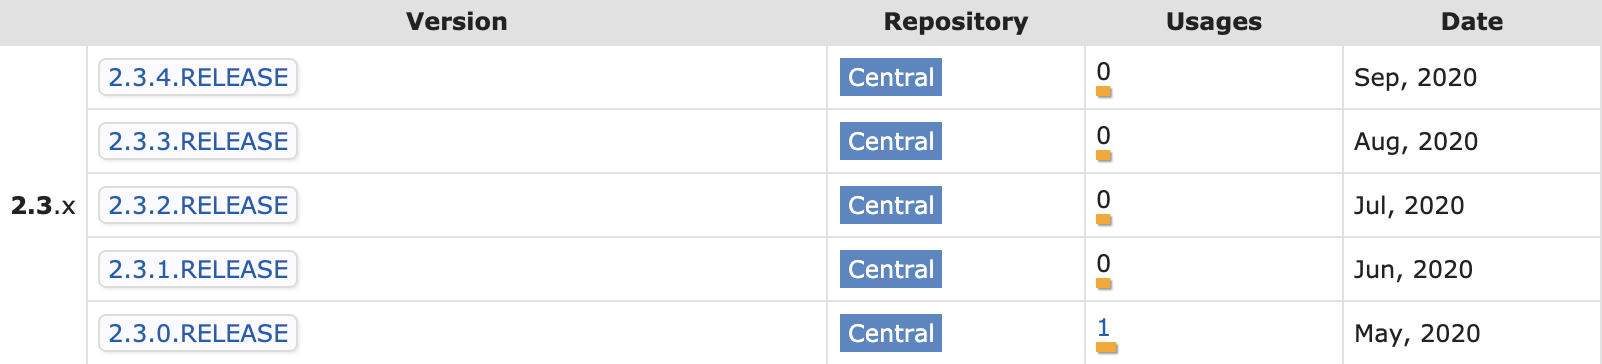 Version Repository Usages Date
2.3.4.RELEASE Central 0 Sep, 2020
2.3.3.RELEASE Central 0 Aug, 2020
2.3.x 2.3.2.RELEASE Central 0 Jul, 2020
2.3.1.RELEASE Central 0 Jun, 2020
2.3.0.RELEASE Central 1 May, 2020